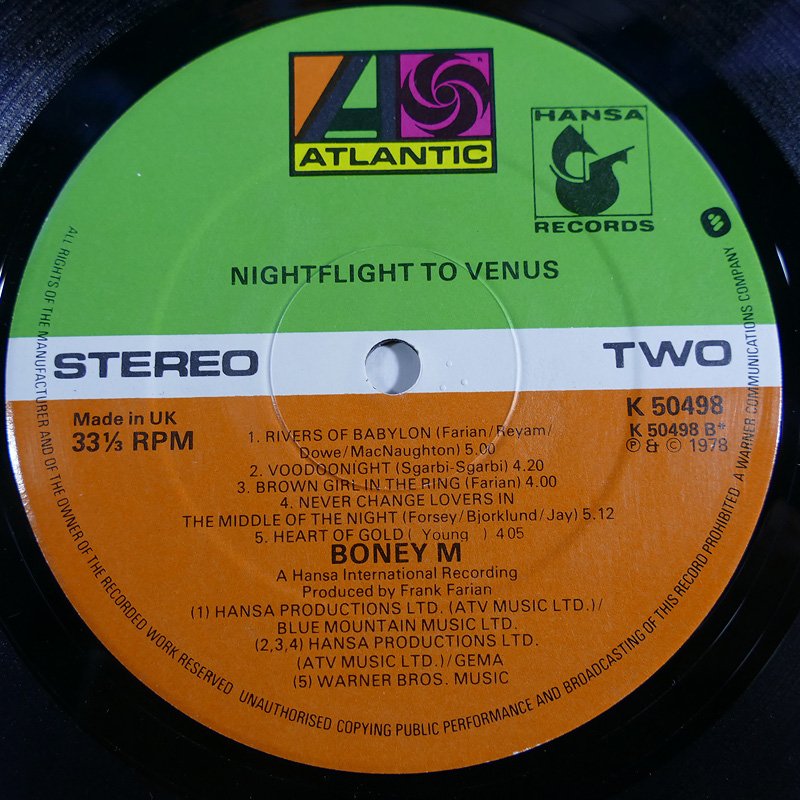 ATLANTIC
HANSA
RECORDS
NIGHTFLIGHT TO VENUS
STEREO
TWO
Made in UK
33⅓ RPM
K 50498
K 50498 B*
Ⓟ & © 1978
1. RIVERS OF BABYLON (Farian/Reyam/
Dowe/MacNaughton) 5.00
2. VOODOONIGHT (Sgarbi-Sgarbi) 4.20
3. BROWN GIRL IN THE RING (Farian) 4.00
4. NEVER CHANGE LOVERS IN
THE MIDDLE OF THE NIGHT (Forsey/Bjorklund/Jay) 5.12
5. HEART OF GOLD ( Young ) 4 05
BONEY M
A Hansa International Recording
Produced by Frank Farian
(1) HANSA PRODUCTIONS LTD. (ATV MUSIC LTD.)/
BLUE MOUNTAIN MUSIC LTD.
(2,3,4) HANSA PRODUCTIONS LTD.
(ATV MUSIC LTD.)/GEMA
(5) WARNER BROS. MUSIC
ALL RIGHTS OF THE MANUFACTURER AND OF THE OWNER OF THE RECORDED WORK RESERVED UNAUTHORISED COPYING PUBLIC PERFORMANCE AND BROADCASTING OF THIS RECORD PROHIBITED A WARNER COMMUNICATIONS COMPANY